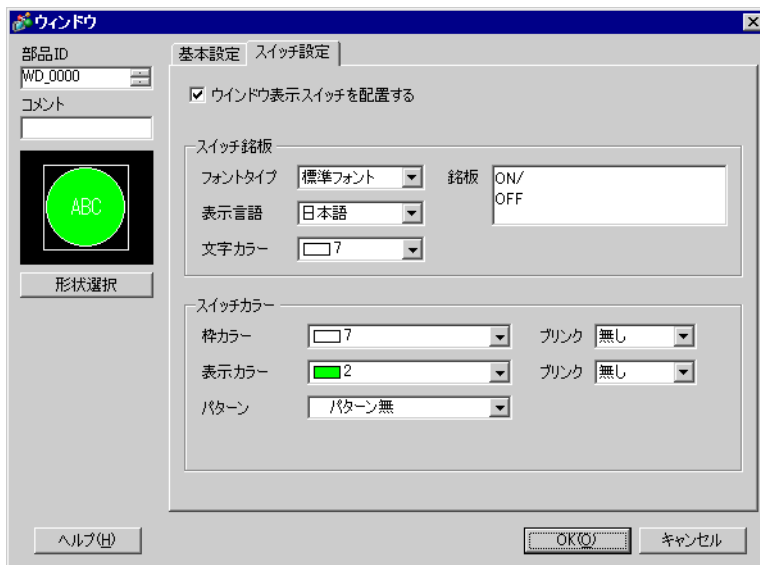 ウィンドウ
部品ID
WD_0000
コメント
ABC
形状選択
基本設定 スイッチ設定
ウインドウ表示スイッチを配置する
スイッチ銘板
フォントタイプ 標準フォント 銘板 ON/
OFF
表示言語 日本語
文字カラー 7
スイッチカラー
枠カラー 7 ブリンク 無し
表示カラー 2 ブリンク 無し
パターン パターン無
ヘルプ(H) OK(O) キャンセル